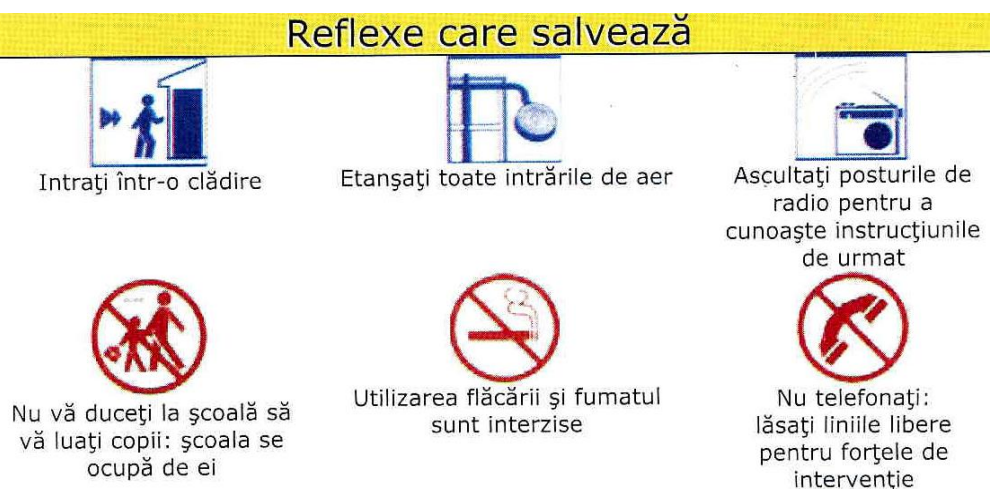 Reflexe care salvează
Intraţi într-o clădire
Etanşaţi toate intrările de aer
Ascultaţi posturile de
radio pentru a
cunoaşte instrucţiunile
de urmat
Nu vă duceţi la şcoală să
vă luaţi copii: şcoala se
ocupă de ei
Utilizarea flăcării şi fumatul
sunt interzise
Nu telefonaţi:
lăsaţi liniile libere
pentru forţele de
intervenţie